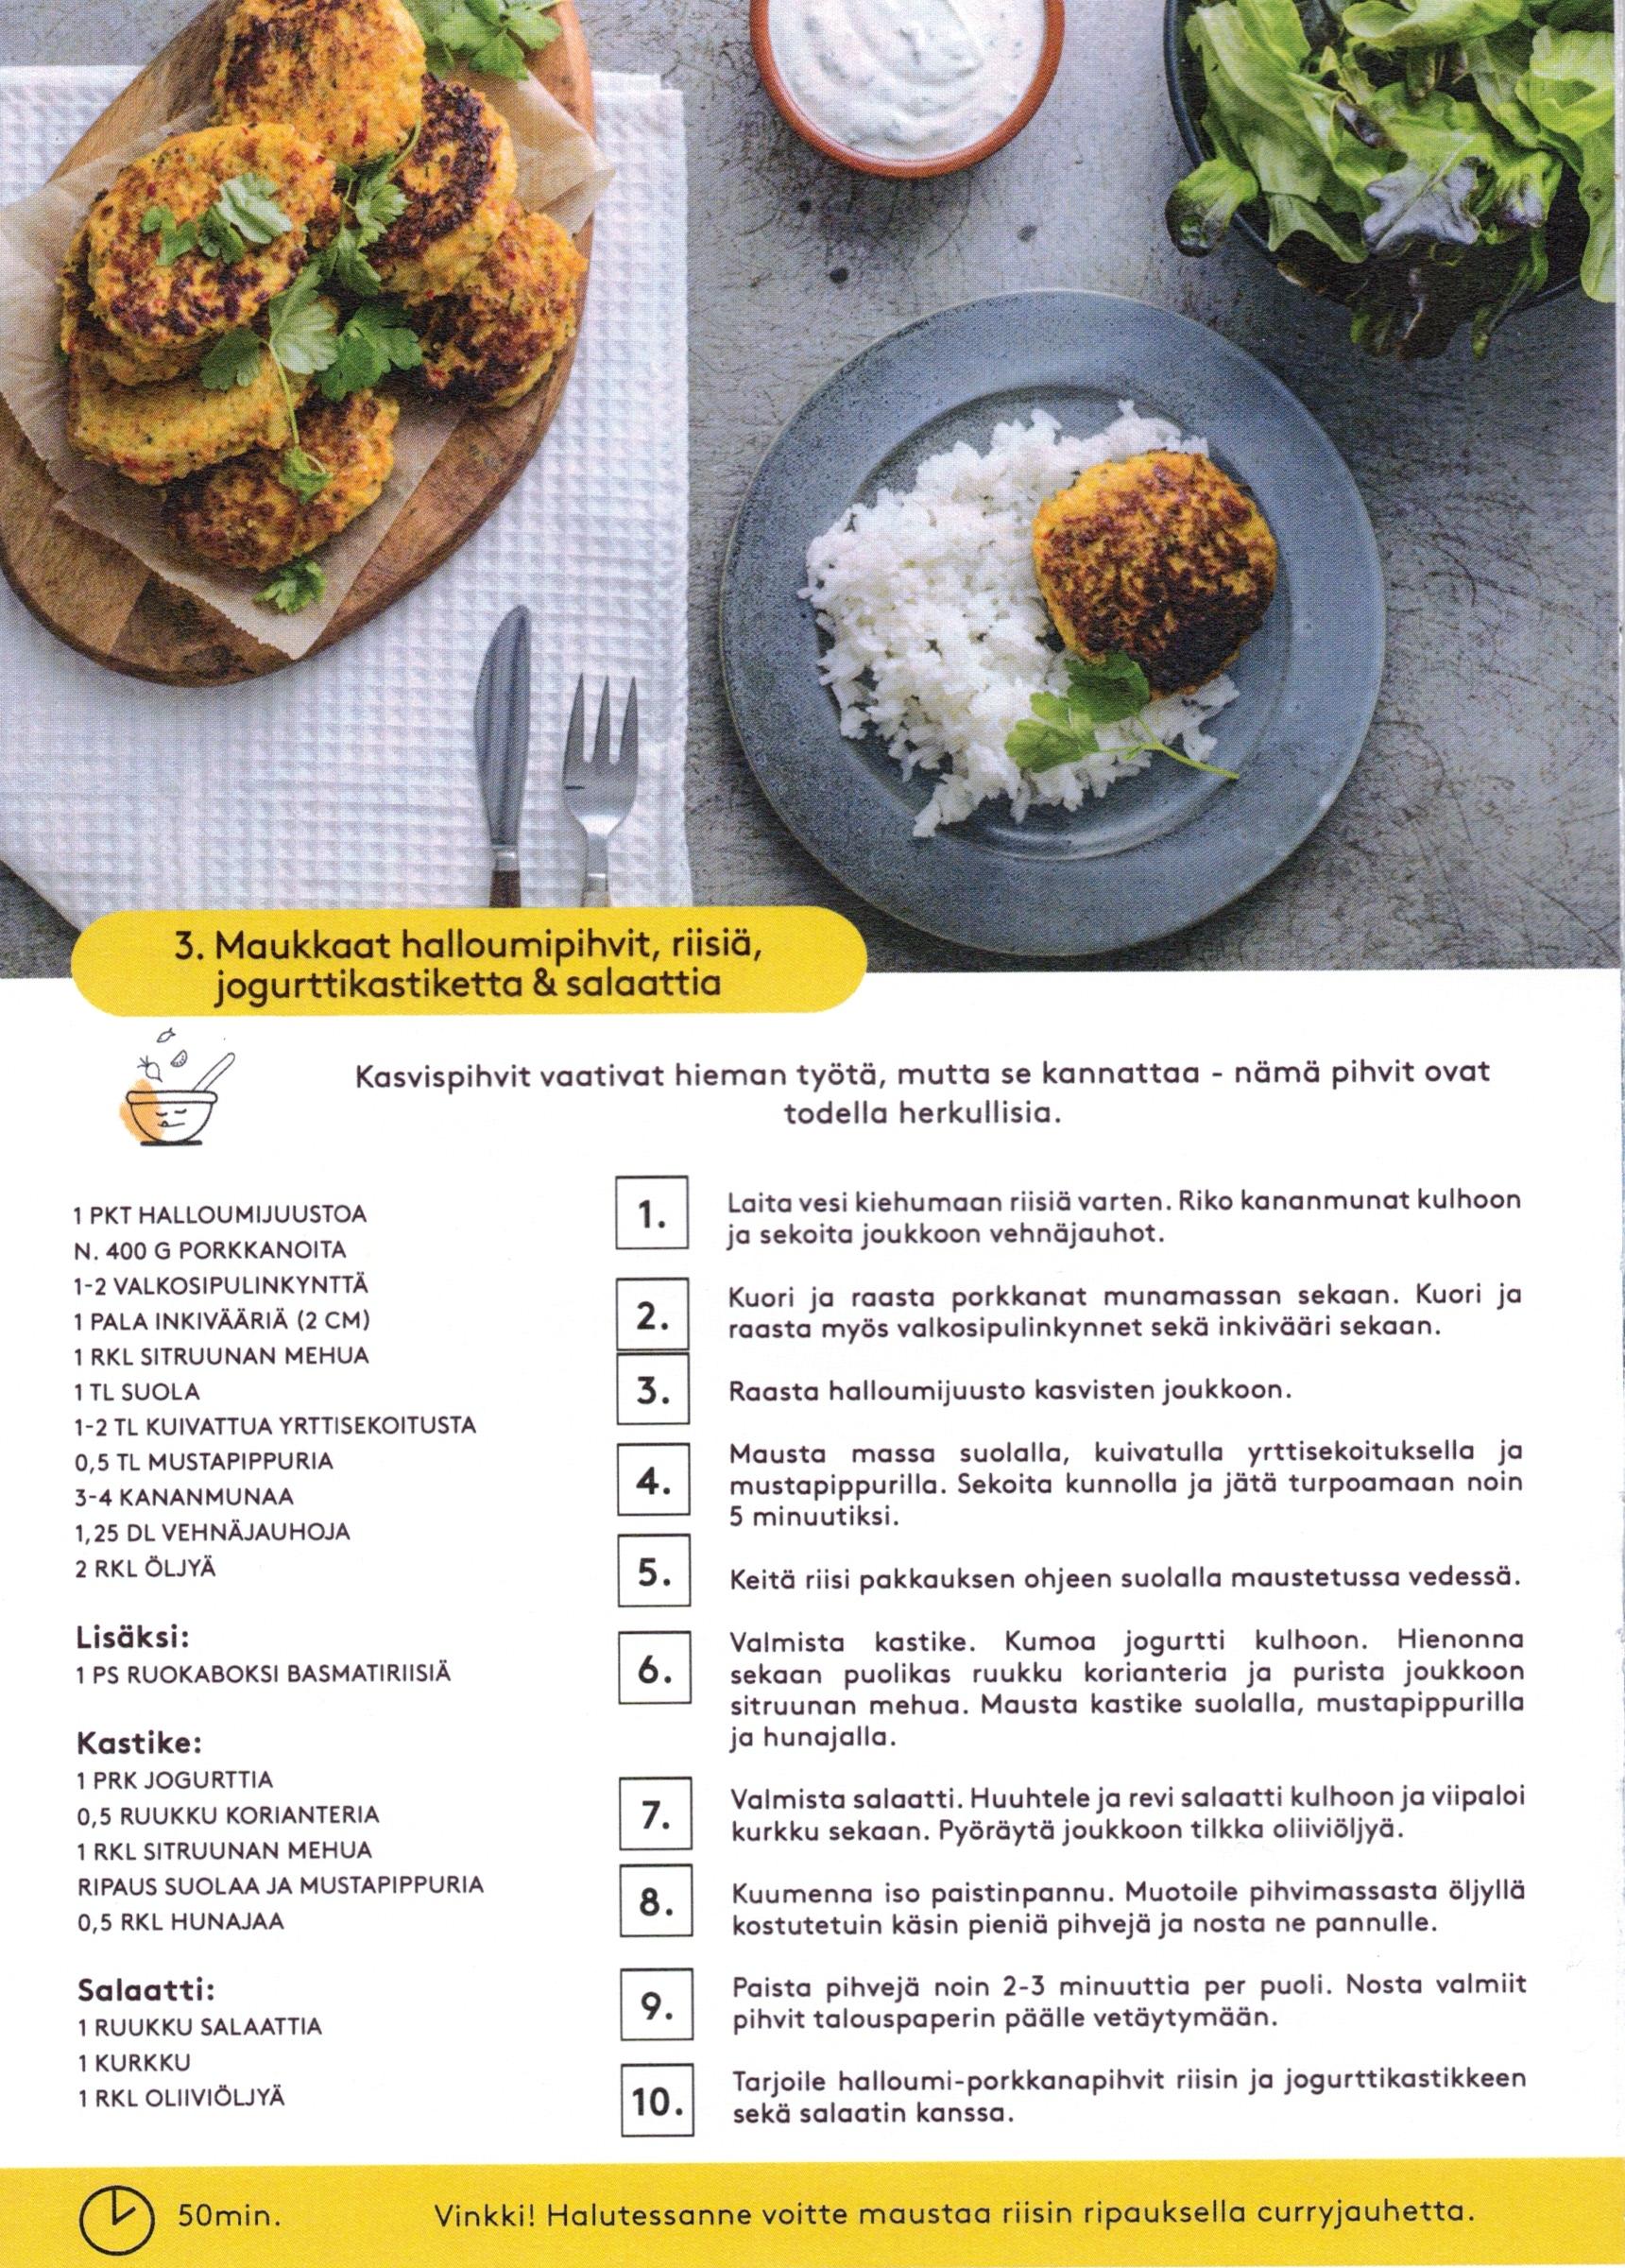 3. Maukkaat halloumipihvit, riisiä,
jogurttikastiketta & salaattia
Kasvispihvit vaativat hieman työtä, mutta se kannattaa - nämä pihvit ovat
todella herkullisia.
1 PKT HALLOUMIJUUSTOA
N. 400 G PORKKANOITA
1-2 VALKOSIPULINKYNTTÄ
1 PALA INKIVÄÄRIÄ (2 CM)
1 RKL SITRUUNAN MEHUA
1 TL SUOLA
1-2 TL KUIVATTUA YRTTISEKOITUSTA
0,5 TL MUSTAPIPPURIA
3-4 KANANMUNAA
1,25 DL VEHNÄJAUHOJA
2 RKL ÖLJYÄ
Lisäksi:
1 PS RUOKABOKSI BASMATIRIISIÄ
Kastike:
1 PRK JOGURTTIA
0,5 RUUKKU KORIANTERIA
1 RKL SITRUUNAN MEHUA
RIPAUS SUOLAA JA MUSTAPIPPURIA
0,5 RKL HUNAJAA
Salaatti:
1 RUUKKU SALAATTIA
1 KURKKU
1 RKL OLIIVIÖLJYÄ
1. Laita vesi kiehumaan riisiä varten. Riko kananmunat kulhoon
ja sekoita joukkoon vehnäjauhot.
2. Kuori ja raasta porkkanat munamassan sekaan. Kuori ja
raasta myös valkosipulinkynnet sekä inkivääri sekaan.
3. Raasta halloumijuusto kasvisten joukkoon.
4. Mausta massa suolalla, kuivatulla yrttisekoituksella ja
mustapippurilla. Sekoita kunnolla ja jätä turpoamaan noin
5 minuutiksi.
5. Keitä riisi pakkauksen ohjeen suolalla maustetussa vedessä.
6. Valmista kastike. Kumoa jogurtti kulhoon. Hienonna
sekaan puolikas ruukku korianteria ja purista joukkoon
sitruunan mehua. Mausta kastike suolalla, mustapippurilla
ja hunajalla.
7. Valmista salaatti. Huuhtele ja revi salaatti kulhoon ja viipaloi
kurkku sekaan. Pyöräytä joukkoon tilkka oliiviöljyä.
8. Kuumenna iso paistinpannu. Muotoile pihvimassasta öljyllä
kostutetuin käsin pieniä pihvejä ja nosta ne pannulle.
9. Paista pihvejä noin 2-3 minuuttia per puoli. Nosta valmiit
pihvit talouspaperin päälle vetäytymään.
10. Tarjoile halloumi-porkkanapihvit riisin ja jogurttikastikkeen
sekä salaatin kanssa.
50min.
Vinkki! Halutessanne voitte maustaa riisin ripauksella curryjauhetta.